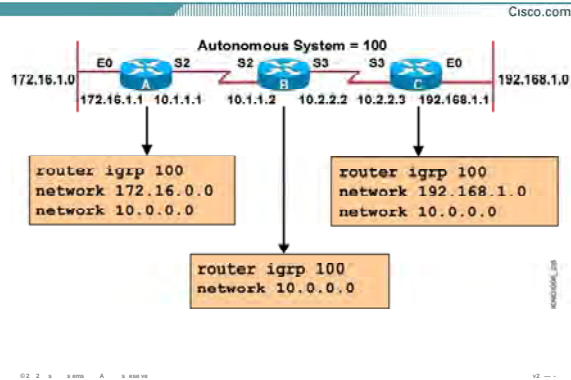 Cisco.com
Autonomous System = 100
E0 S2 S2 S3 S3 E0
172.16.1.0 A B C 192.168.1.0
172.16.1.1 10.1.1.1 10.1.1.2 10.2.2.2 10.2.2.3 192.168.1.1
router igrp 100
network 172.16.0.0
network 10.0.0.0
router igrp 100
network 192.168.1.0
network 10.0.0.0
router igrp 100
network 10.0.0.0